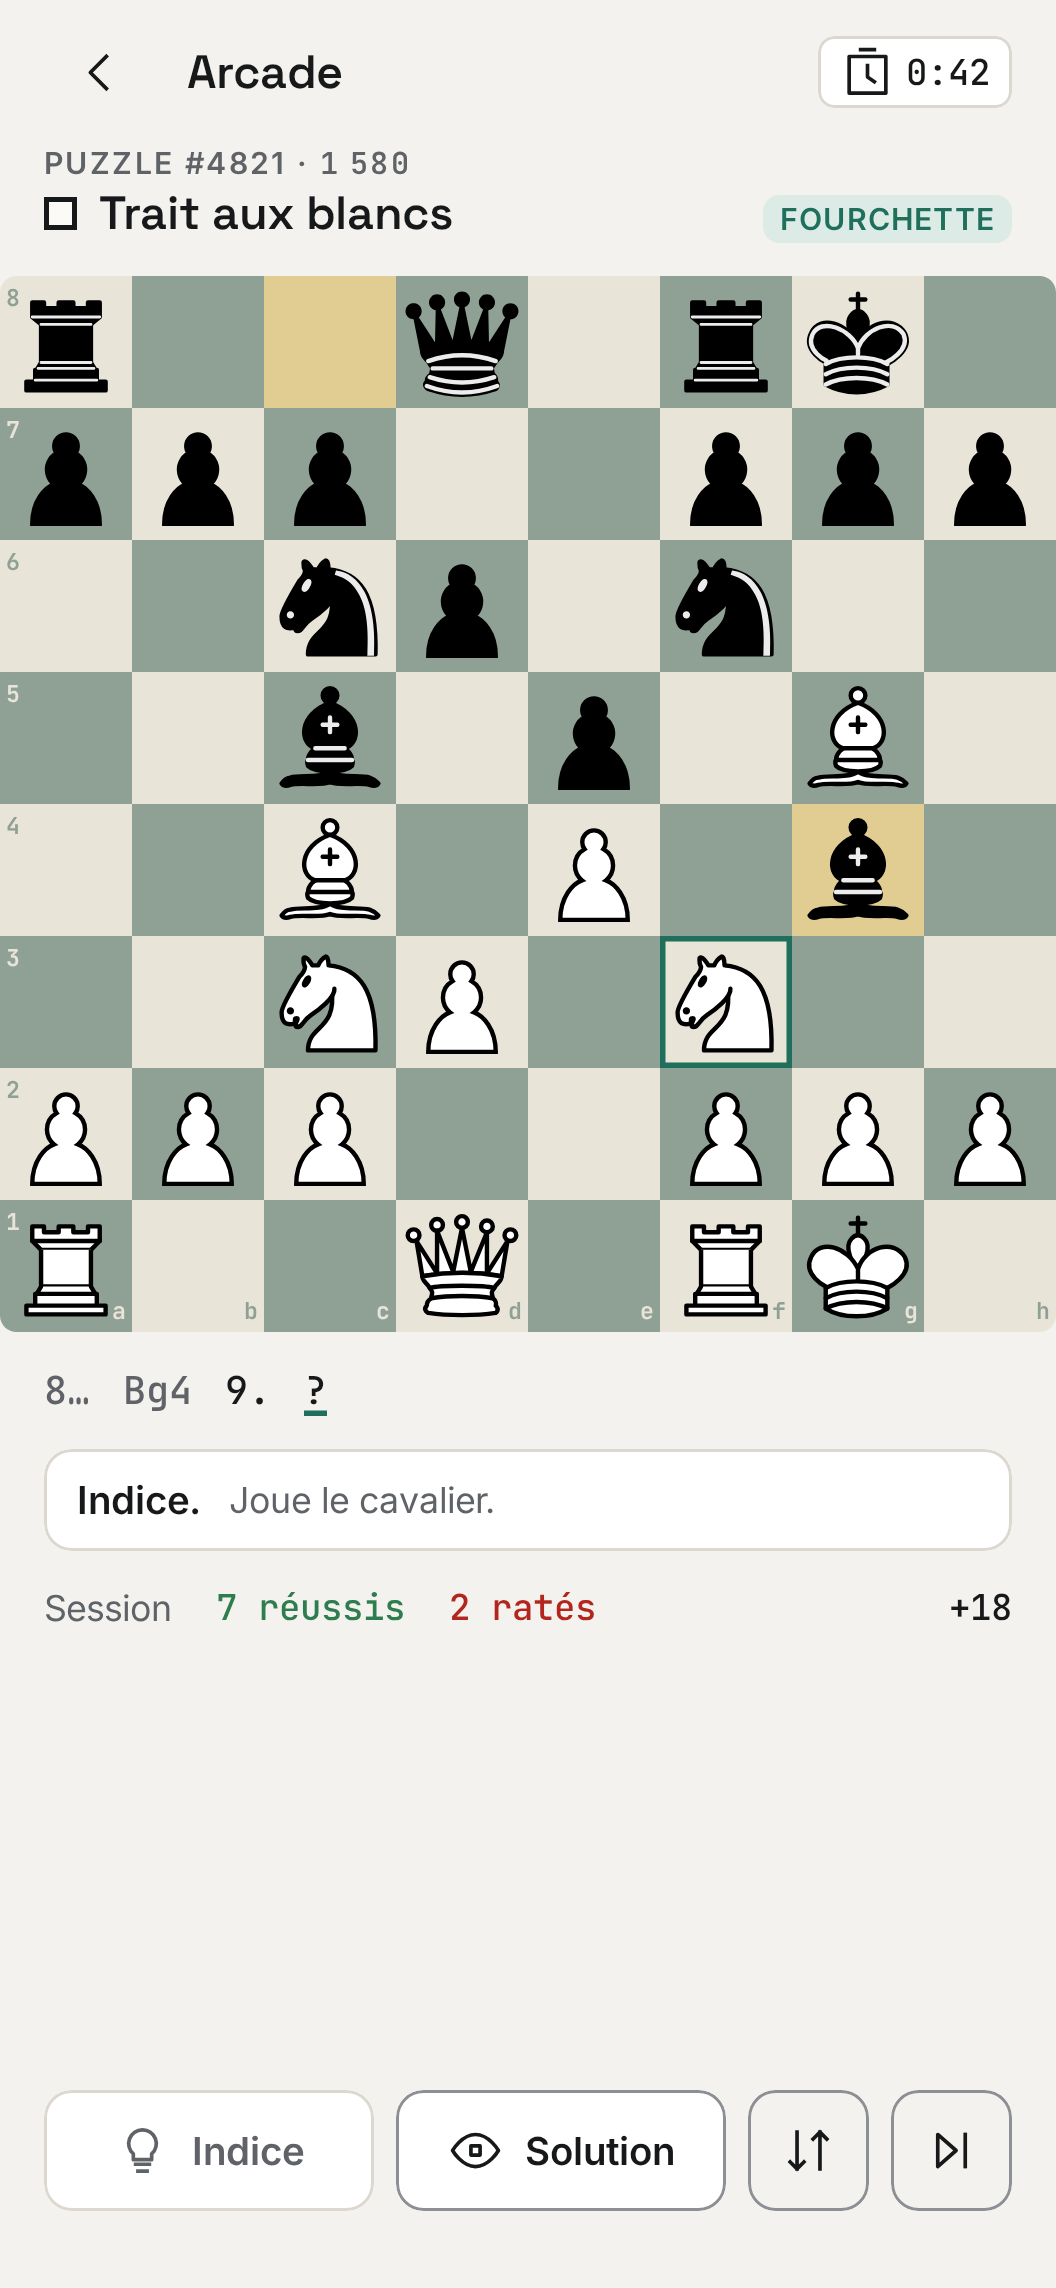 Arcade
0:42
PUZZLE #4821 · 1 580
Trait aux blancs
FOURCHETTE
8
7
6
5
4
3
2
1
a b c d e f g h
8… Bg4 9. ?
Indice. Joue le cavalier.
Session 7 réussis 2 ratés +18
Indice
Solution